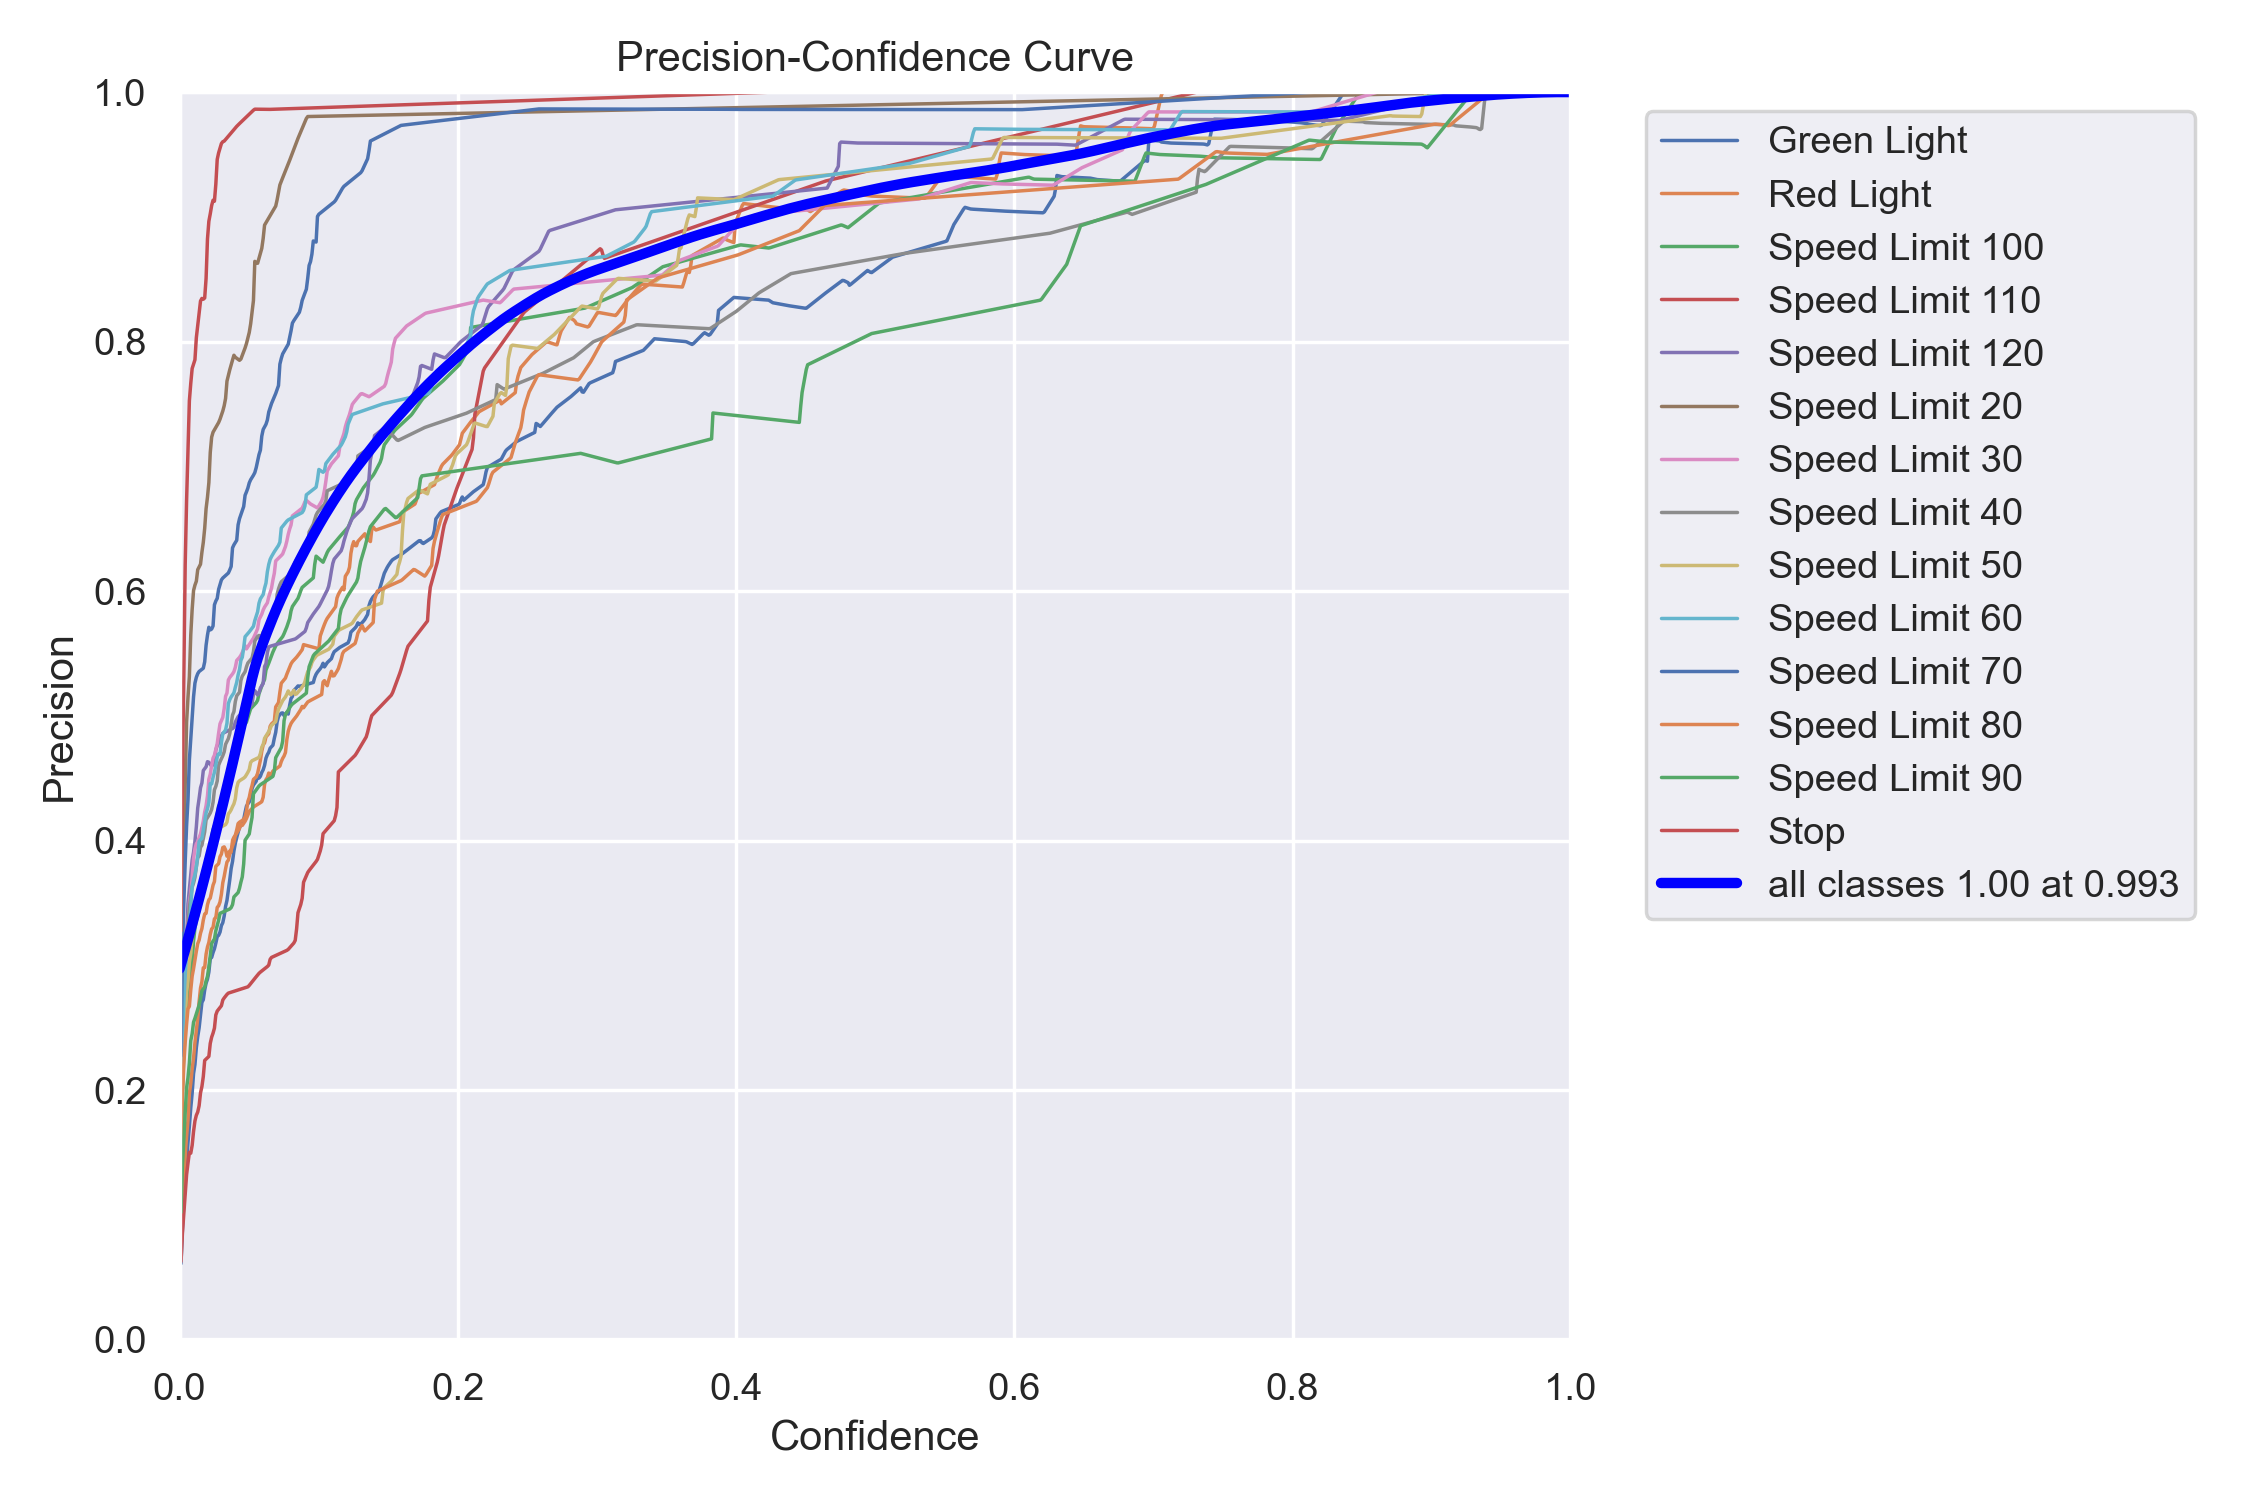 Precision-Confidence Curve
1.0
0.8
0.6
0.4
0.2
0.0
Precision
0.0 0.2 0.4 0.6 0.8 1.0
Confidence
Green Light
Red Light
Speed Limit 100
Speed Limit 110
Speed Limit 120
Speed Limit 20
Speed Limit 30
Speed Limit 40
Speed Limit 50
Speed Limit 60
Speed Limit 70
Speed Limit 80
Speed Limit 90
Stop
all classes 1.00 at 0.993